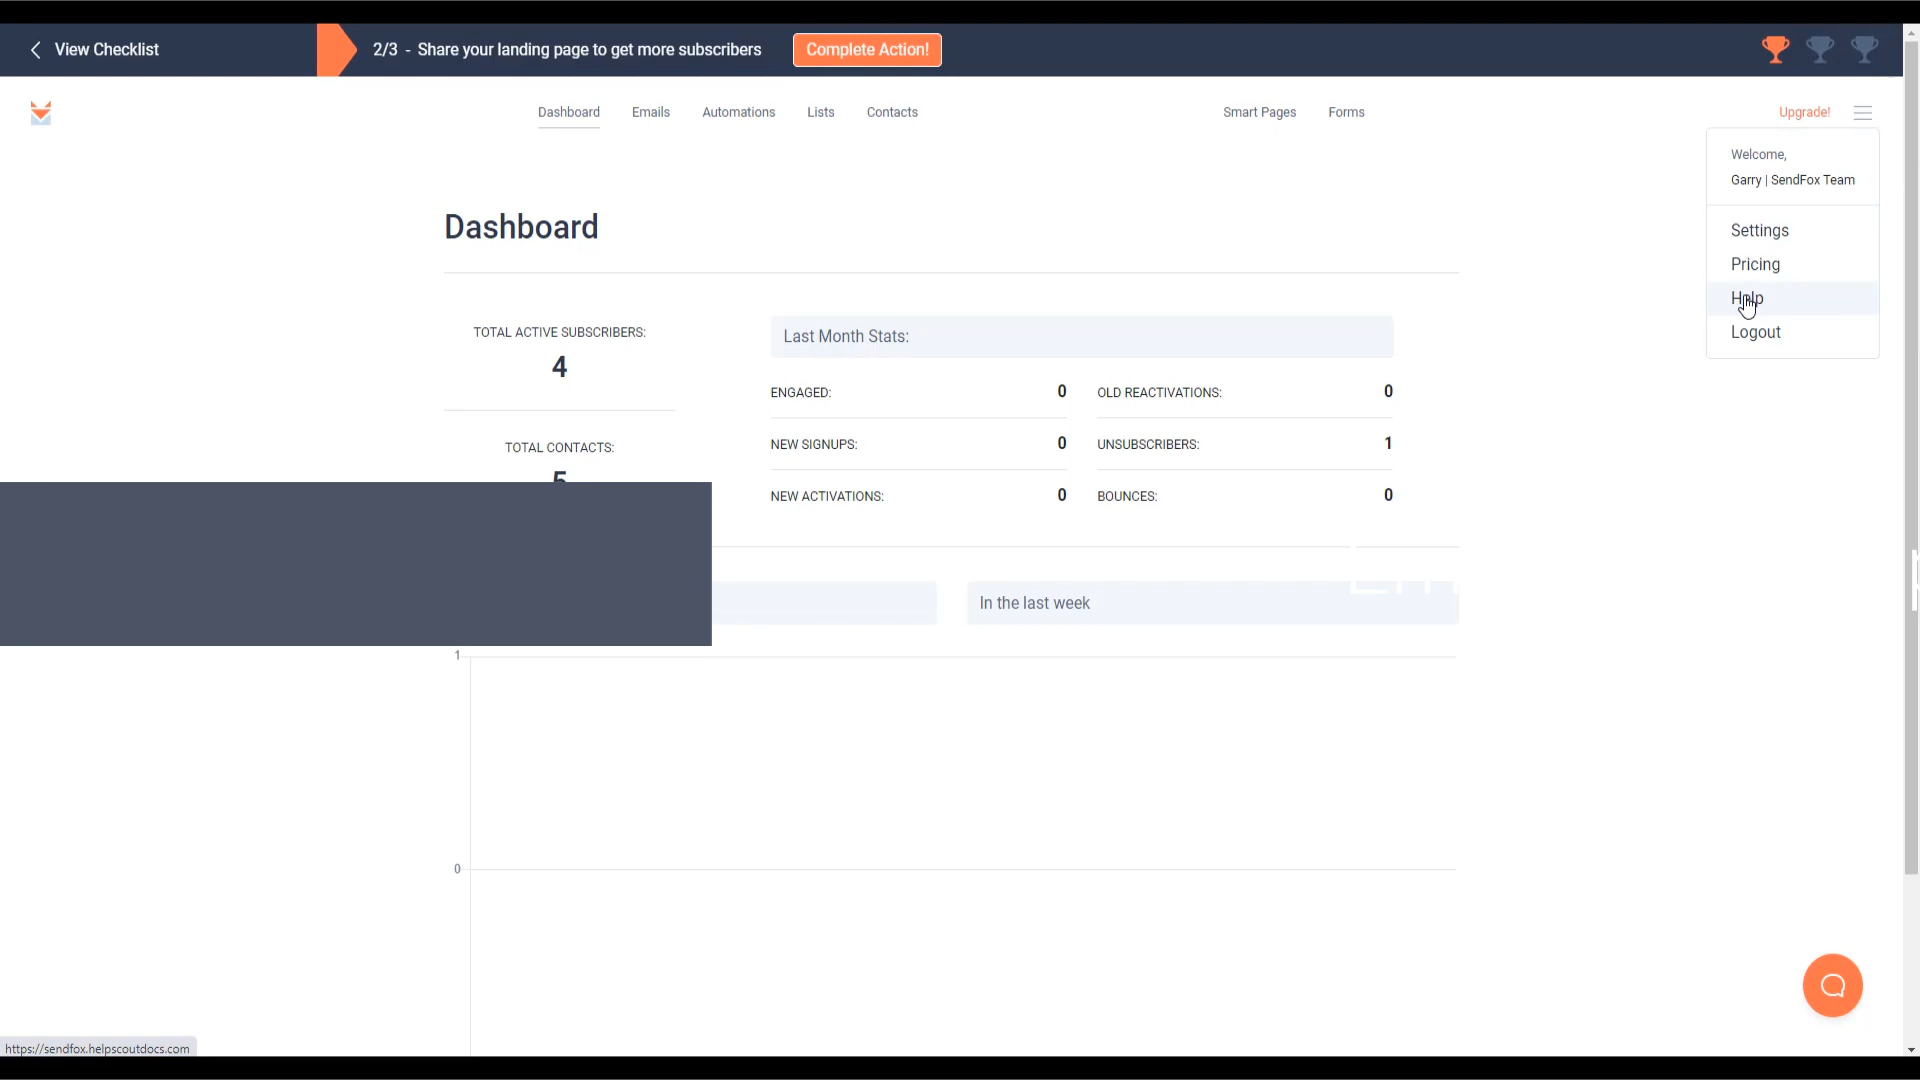 View Checklist
2/3 - Share your landing page to get more subscribers
Complete Action!
Dashboard
Emails
Automations
Lists
Contacts
Smart Pages
Forms
Upgrade!
Welcome,
Garry | SendFox Team
Settings
Pricing
Help
Logout
Dashboard
TOTAL ACTIVE SUBSCRIBERS:
4
TOTAL CONTACTS:
5
Last Month Stats:
ENGAGED: 0
OLD REACTIVATIONS: 0
NEW SIGNUPS: 0
UNSUBSCRIBERS: 1
NEW ACTIVATIONS: 0
BOUNCES: 0
In the last week
1
0
https://sendfox.helpscoutdocs.com